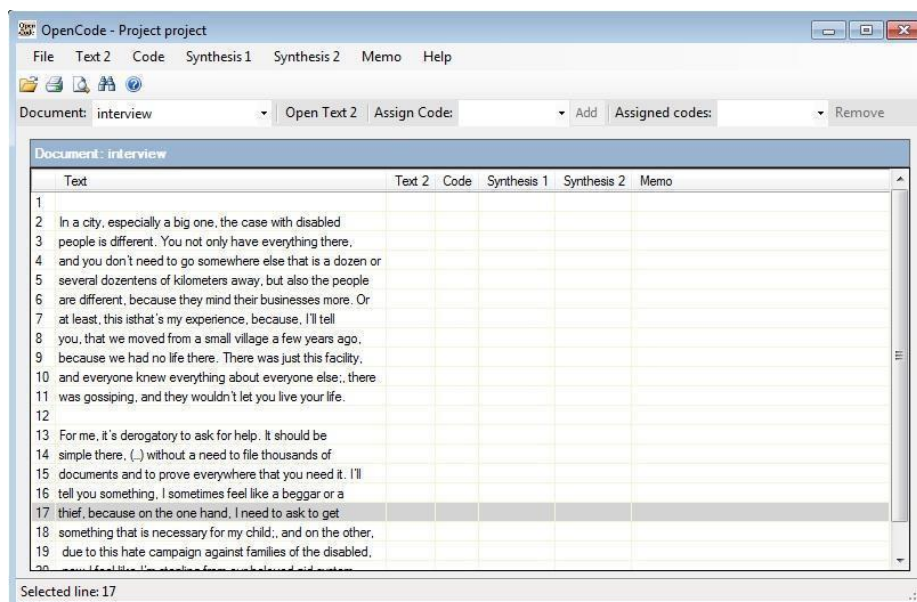 OpenCode - Project project
File Text 2 Code Synthesis 1 Synthesis 2 Memo Help
Document: interview Open Text 2 Assign Code: Add Assigned codes: Remove
Document: interview
Text Text 2 Code Synthesis 1 Synthesis 2 Memo
1
2 In a city, especially a big one, the case with disabled
3 people is different. You not only have everything there,
4 and you don't need to go somewhere else that is a dozen or
5 several dozentens of kilometers away, but also the people
6 are different, because they mind their businesses more. Or
7 at least, this isthat's my experience, because, I'll tell
8 you, that we moved from a small village a few years ago,
9 because we had no life there. There was just this facility,
10 and everyone knew everything about everyone else;, there
11 was gossiping, and they wouldn't let you live your life.
12
13 For me, it's derogatory to ask for help. It should be
14 simple there, (...) without a need to file thousands of
15 documents and to prove everywhere that you need it. I'll
16 tell you something, I sometimes feel like a beggar or a
17 thief, because on the one hand, I need to ask to get
18 something that is necessary for my child;, and on the other,
19 due to this hate campaign against families of the disabled,
20 now I feel like I'm stealing from our beloved aid system
Selected line: 17